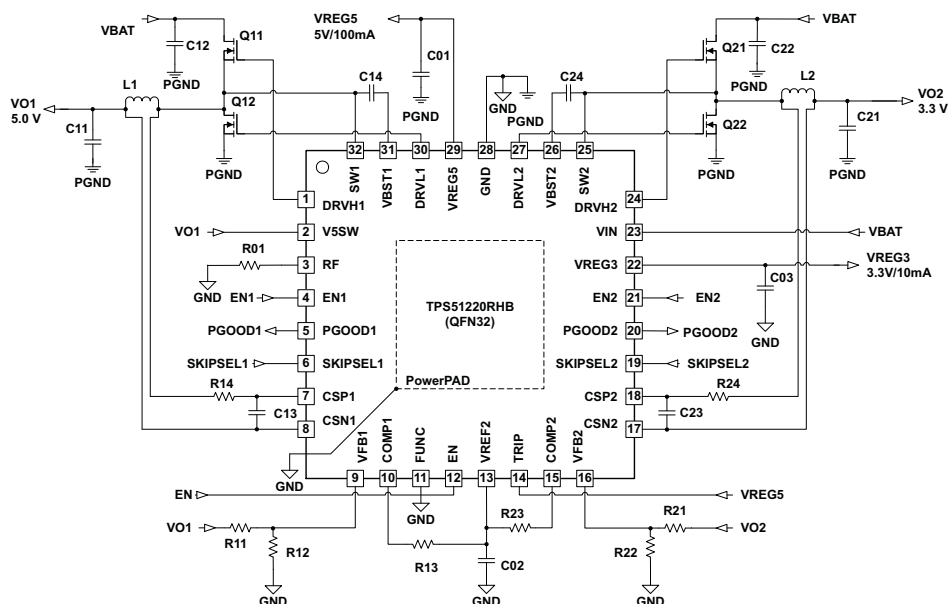 VBAT
C12
Q11
PGND
VREG5
5V/100mA
C01
PGND
VBAT
Q21
C22
PGND
L1
VO1
5.0 V
C11
PGND
Q12
PGND
C14
GND
PGND
C24
L2
VO2
3.3 V
Q22
PGND
C21
PGND
32
31
30
29
28
27
26
25
SW1
VBST1
DRVL1
VREG5
GND
DRVL2
VBST2
SW2
1
DRVH1
DRVH2
24
VO1
2
V5SW
VIN
23
VBAT
R01
GND
3
RF
VREG3
22
VREG3
3.3V/10mA
C03
GND
EN1
4
EN1
EN2
21
EN2
TPS51220RHB
(QFN32)
PGOOD1
5
PGOOD1
PGOOD2
20
PGOOD2
SKIPSEL1
6
SKIPSEL1
SKIPSEL2
19
SKIPSEL2
PowerPAD
R14
7
CSP1
CSP2
18
R24
C13
8
CSN1
CSN2
17
C23
VFB1
COMP1
FUNC
EN
VREF2
TRIP
COMP2
VFB2
9
10
11
12
13
14
15
16
GND
EN
GND
VREG5
VO1
R11
R12
GND
R13
R23
C02
GND
R21
VO2
R22
GND